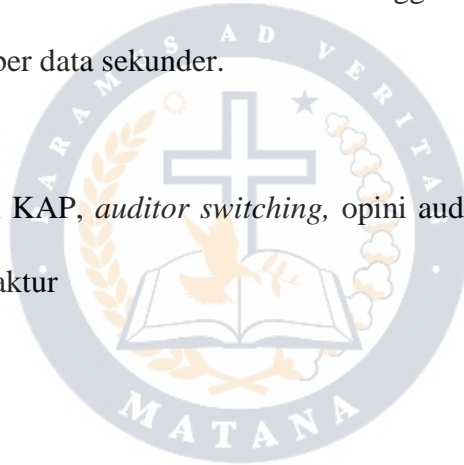 ber data sekunder.
KAP, auditor switching, opini aud
aktur
PARAMUS AD VERITAS
MATANA